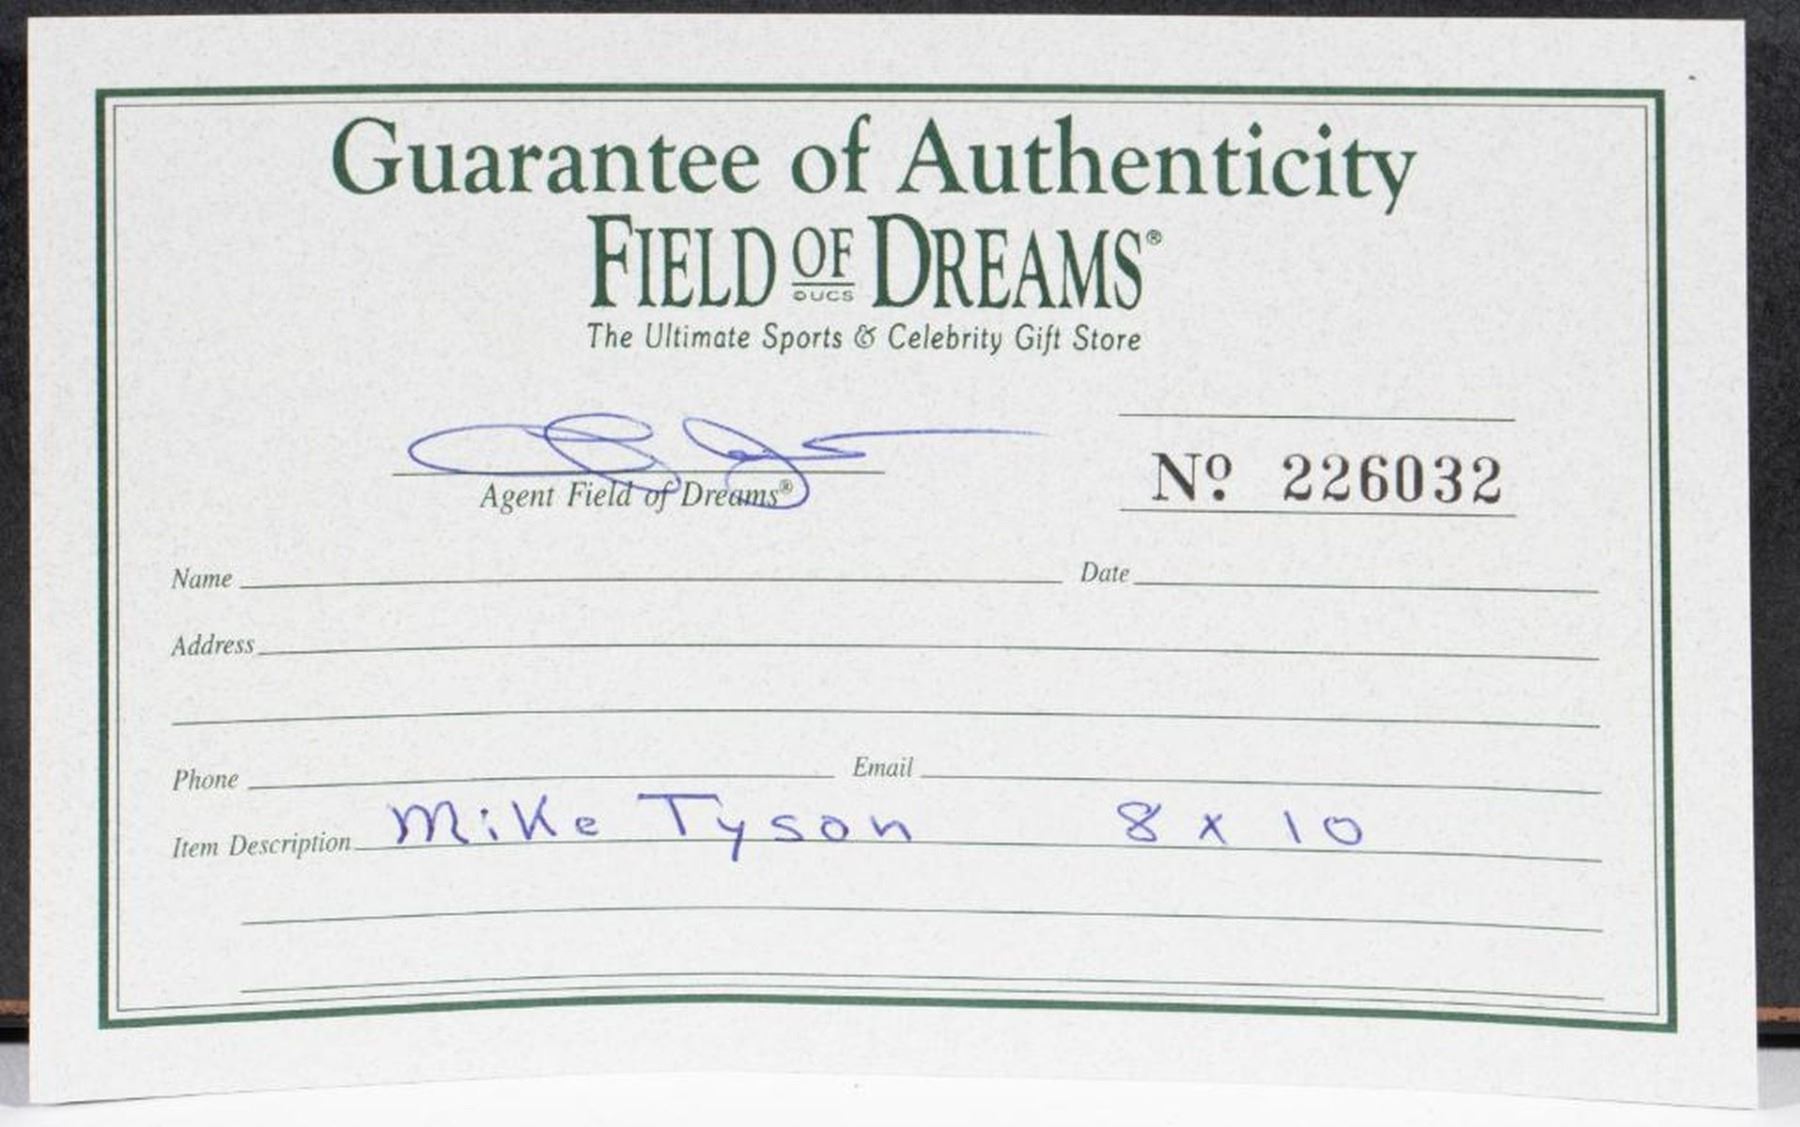 Guarantee of Authenticity
FIELD OF DREAMS®
©UCS
The Ultimate Sports & Celebrity Gift Store
Nº 226032
Agent Field of Dreams®
Name Date
Address
Phone Email
Item Description Mike Tyson 8 x 10